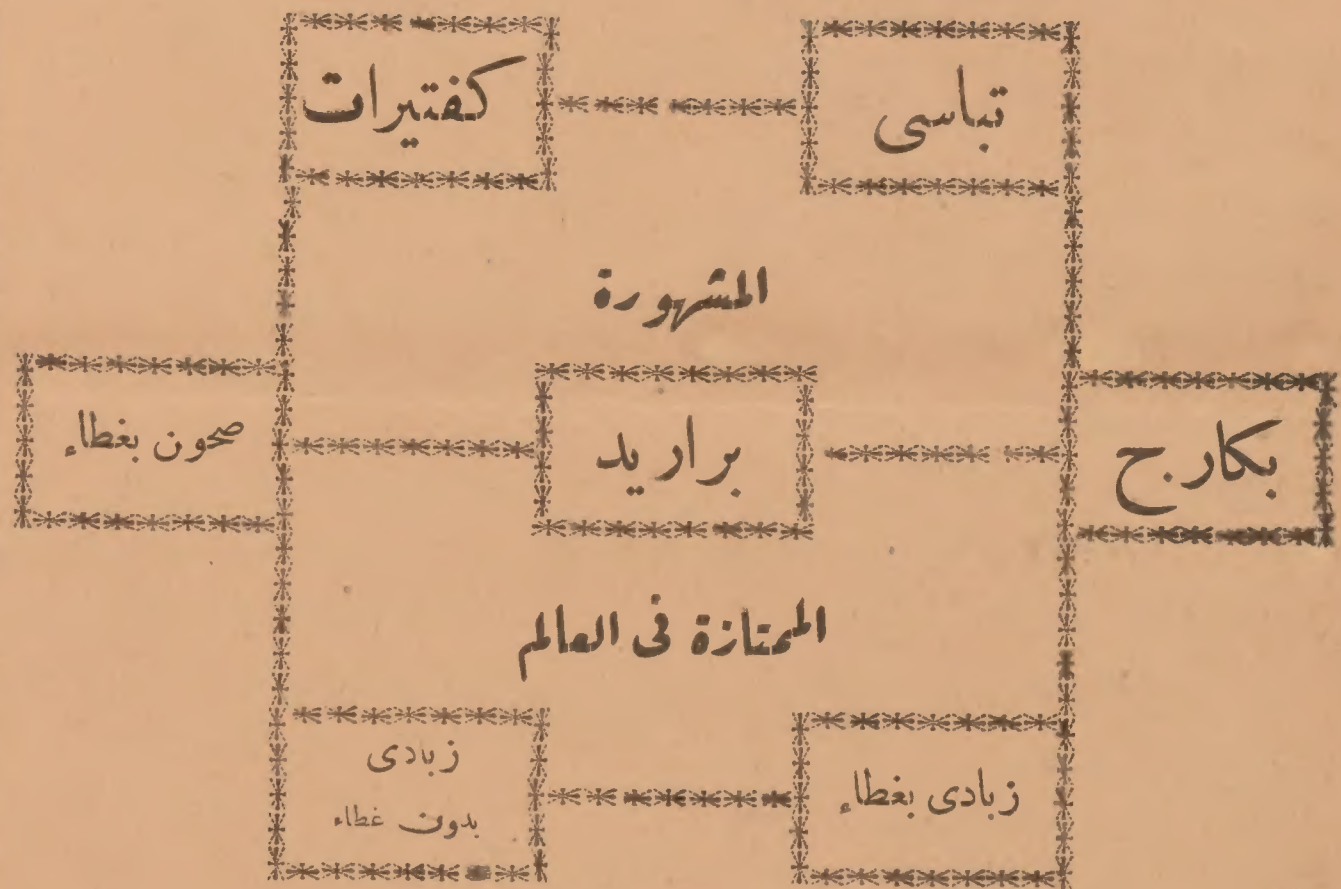 تباسى
كفتيرات
المشهورة
بكارج
براريد
صحون بغطاء
الممتازة فى العالم
زبادى بغطاء
زبادى
بدون غطاء